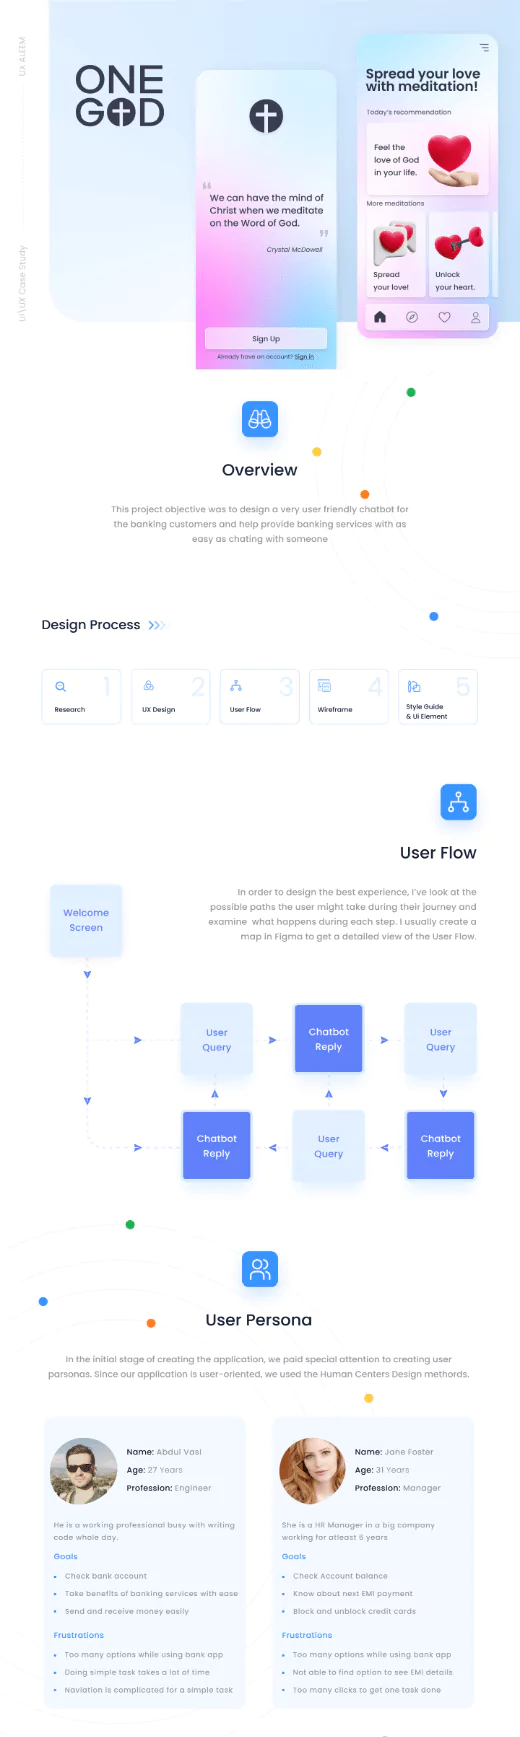 UX ALEEM
UI\UX Case Study
ONE
GOD
“
We can have the mind of
Christ when we meditate
on the Word of God.
”
Crystal McDowell
Sign Up
Already have an account? Sign in
Spread your love
with meditation!
Today's recommendation
Feel the
love of God
in your life.
More meditations
Spread
your love!
Unlock
your heart.
Overview
This project objective was to design a very user friendly chatbot for
the banking customers and help provide banking services with as
easy as chating with someone
Design Process
1
Research
2
UX Design
3
User Flow
4
Wireframe
5
Style Guide
& Ui Element
User Flow
In order to design the best experience, I've look at the
possible paths the user might take during their journey and
examine what happens during each step. I usually create a
map in Figma to get a detailed view of the User Flow.
Welcome
Screen
User
Query
Chatbot
Reply
User
Query
Chatbot
Reply
User
Query
Chatbot
Reply
User Persona
In the initial stage of creating the application, we paid special attention to creating user
parsonas. Since our application is user-oriented, we used the Human Centers Design methords.
Name: Abdul Vasi
Age: 27 Years
Profession: Engineer
He is a working professional busy with writing
code whole day.
Goals
Check bank account
Take benefits of banking services with ease
Send and receive money easily
Frustrations
Too many options while using bank app
Doing simple task takes a lot of time
Naviation is complicated for a simple task
Name: Jane Foster
Age: 31 Years
Profession: Manager
She is a HR Manager in a big company
working for atleast 6 years
Goals
Check Account balance
Know about next EMI payment
Block and unblock credit cards
Frustrations
Too many options while using bank app
Not able to find option to see EMI details
Too many clicks to get one task done